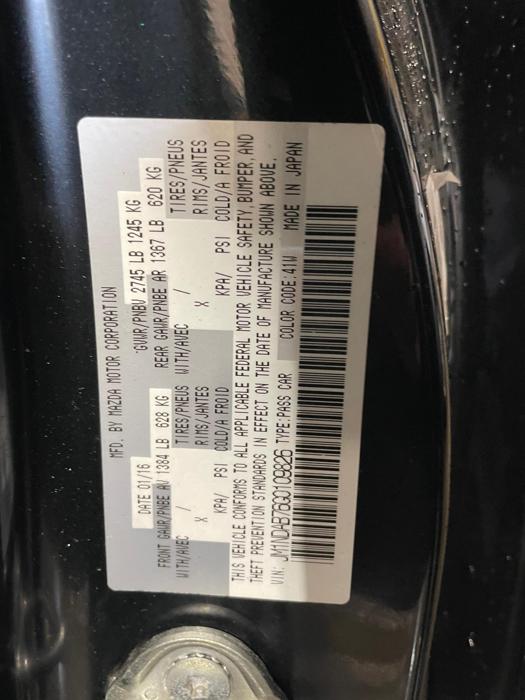 MFD. BY MAZDA MOTOR CORPORATION
DATE 01/16 GVWR/PNBV 2745 LB 1245 KG
FRONT GAWR/PNBE AV 1384 LB 628 KG REAR GAWR/PNBE AR 1367 LB 620 KG
WITH/AVEC / TIRES/PNEUS WITH/AVEC / TIRES/PNEUS
X RIMS/JANTES X RIMS/JANTES
KPA/ PSI COLD/A FROID KPA/ PSI COLD/A FROID
THIS VEHICLE CONFORMS TO ALL APPLICABLE FEDERAL MOTOR VEHICLE SAFETY, BUMPER, AND
THEFT PREVENTION STANDARDS IN EFFECT ON THE DATE OF MANUFACTURE SHOWN ABOVE.
VIN: JM1NDAB76G0109826 TYPE:PASS CAR COLOR CODE:41W MADE IN JAPAN